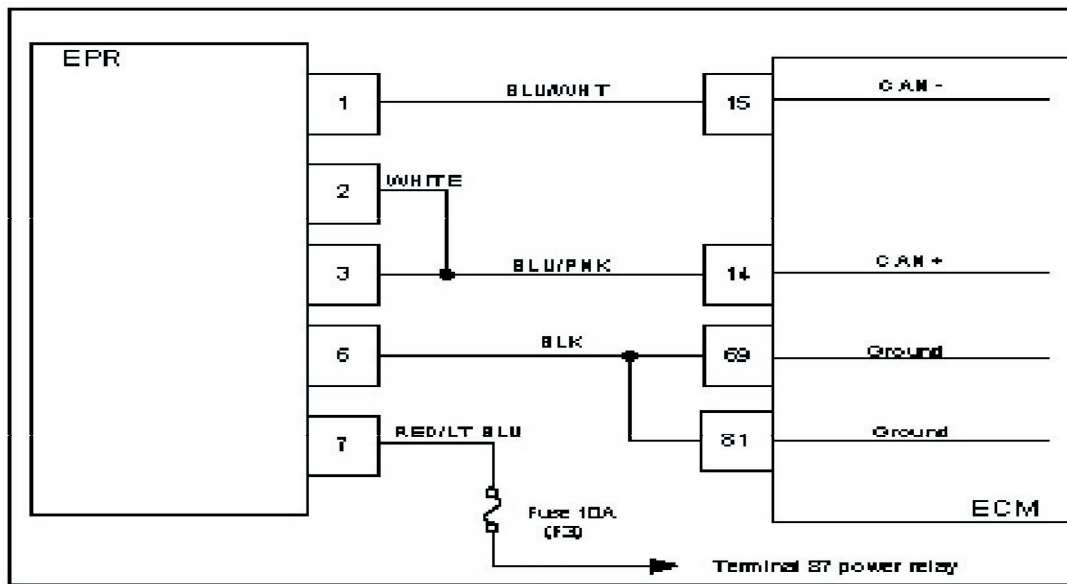 EPR
1
BLU/WHT
15
CAN -
2
WHITE
3
BLU/PNK
14
CAN +
6
BLK
69
Ground
81
Ground
7
RED/LT BLU
Fuse 10A
(F3)
ECM
Terminal 87 power relay